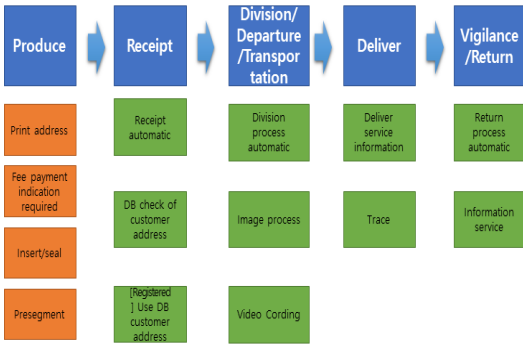 Produce
Receipt
Division/
Departure
/Transpor
tation
Deliver
Vigilance
/Return
Print address
Fee payment
indication
required
Insert/seal
Presegment
Receipt
automatic
DB check of
customer
address
[Registered
] Use DB
customer
address
Division
process
automatic
Image process
Video Cording
Deliver
service
information
Trace
Return
process
automatic
Information
service